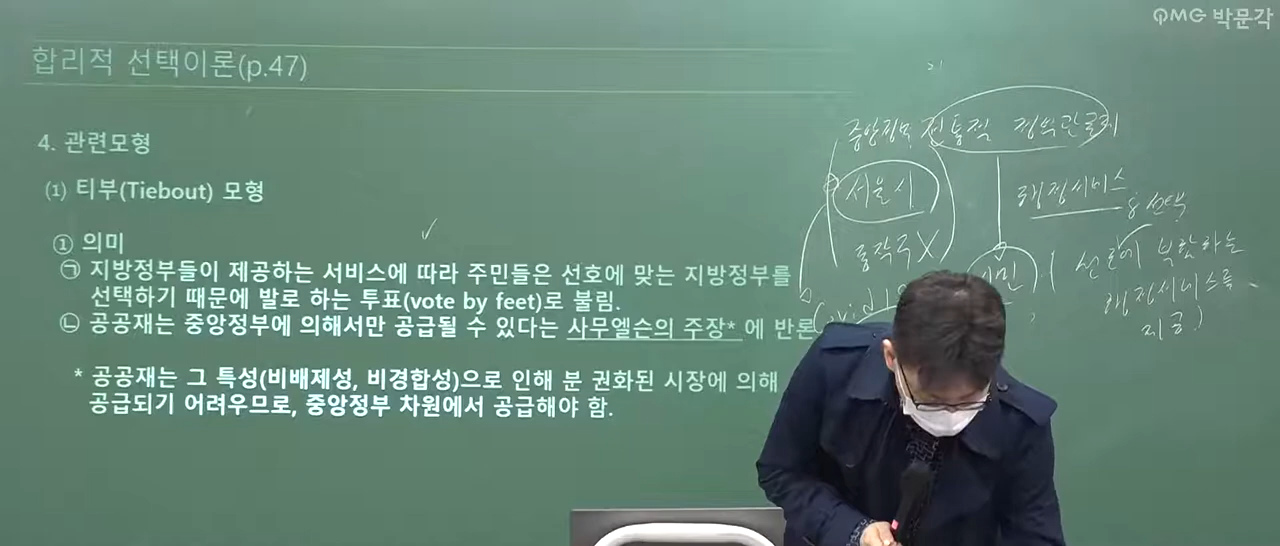 PMG 박문각
합리적 선택이론(p.47)
4. 관련모형
(1) 티부(Tiebout) 모형
① 의미
㉠ 지방정부들이 제공하는 서비스에 따라 주민들은 선호에 맞는 지방정부를
선택하기 때문에 발로 하는 투표(vote by feet)로 불림.
㉡ 공공재는 중앙정부에 의해서만 공급될 수 있다는 사무엘슨의 주장* 에 반론
* 공공재는 그 특성(비배제성, 비경합성)으로 인해 분 권화된 시장에 의해
공급되기 어려우므로, 중앙정부 차원에서 공급해야 함.
중앙정부 전통적
서울시
행정서비스
& 선택
동작구 X
선호에 부합하는
행정서비스를
제공)